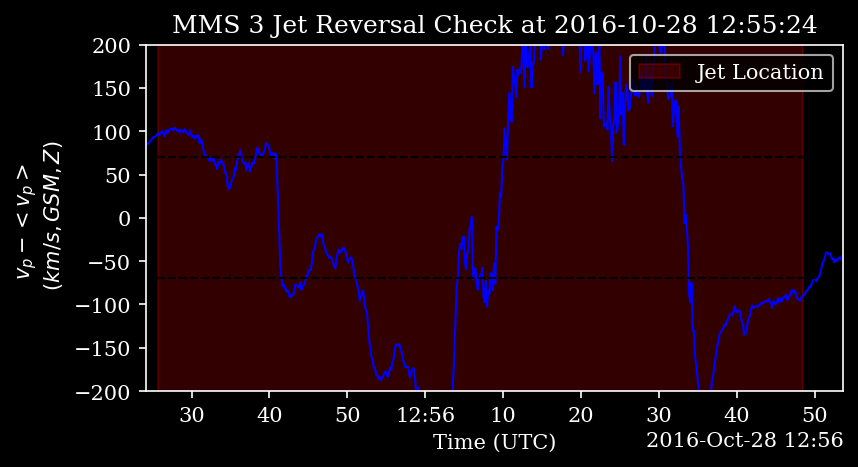 MMS 3 Jet Reversal Check at 2016-10-28 12:55:24
Jet Location
v_p − < v_p >
(km/s, GSM, Z)
200
150
100
50
0
−50
−100
−150
−200
30 40 50 12:56 10 20 30 40 50
Time (UTC)
2016-Oct-28 12:56